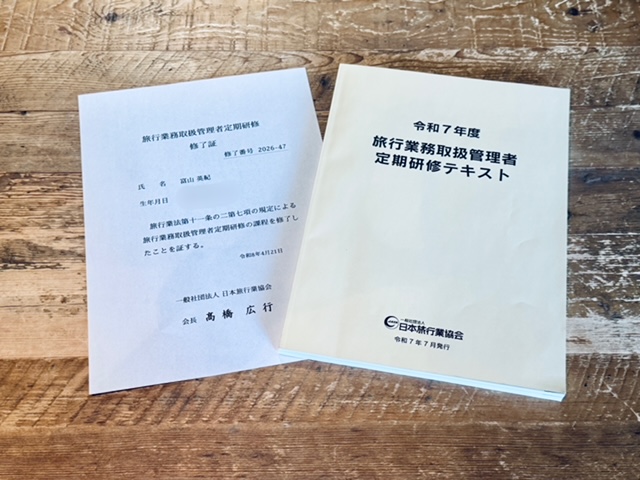 旅行業務取扱管理者定期研修
修了証
修了番号 2026-47
氏 名 富山 英紀
生年月日
旅行業法第十一条の二第七項の規定による
旅行業務取扱管理者定期研修の課程を修了し
たことを証する。
令和8年4月21日
一般社団法人 日本旅行業協会
会長 髙橋 広行
令和7年度
旅行業務取扱管理者
定期研修テキスト
一般社団法人
日本旅行業協会
令和7年7月発行